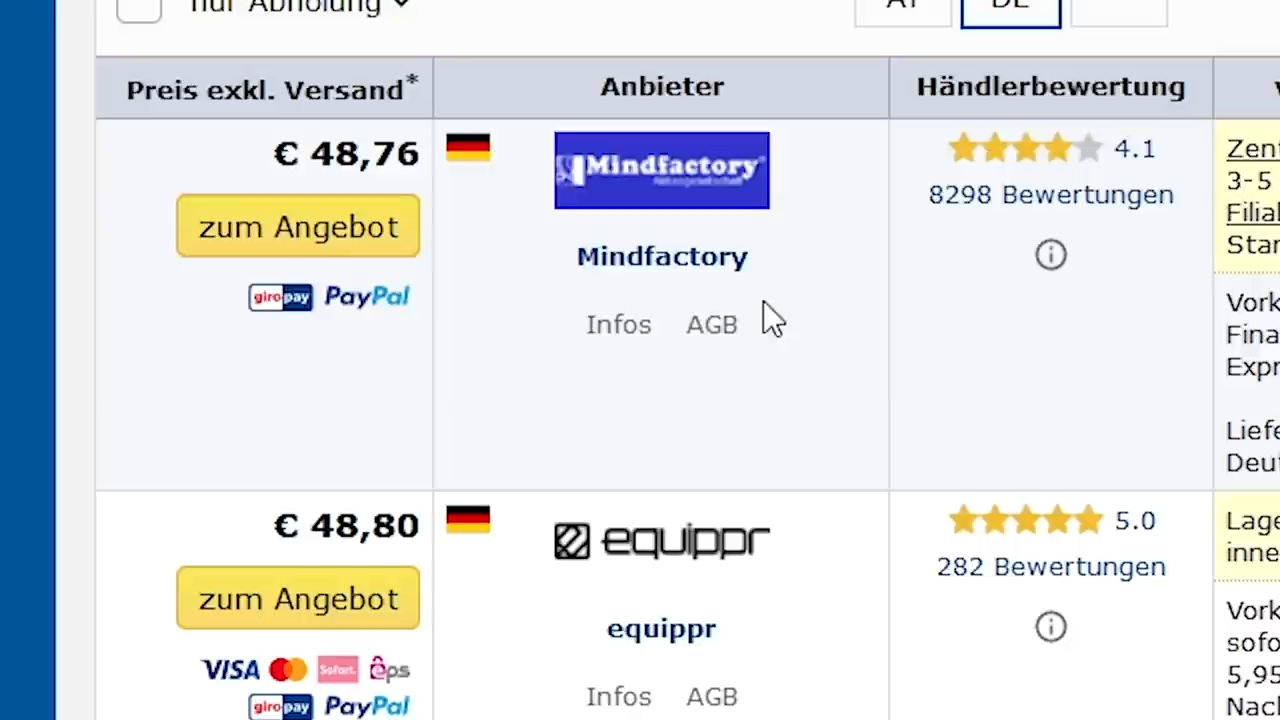 nur Abholung
AT DE
Preis exkl. Versand* Anbieter Händlerbewertung
€ 48,76
zum Angebot
giropay PayPal
Mindfactory
Mindfactory
Infos AGB
4.1
8298 Bewertungen
Zent
3-5
Filial
Star
Vork
Fina
Expr
Liefe
Deut
€ 48,80
zum Angebot
VISA Sofort. eps
giropay PayPal
equippr
equippr
Infos AGB
5.0
282 Bewertungen
Lage
inne
Vork
sofo
5,95
Nach